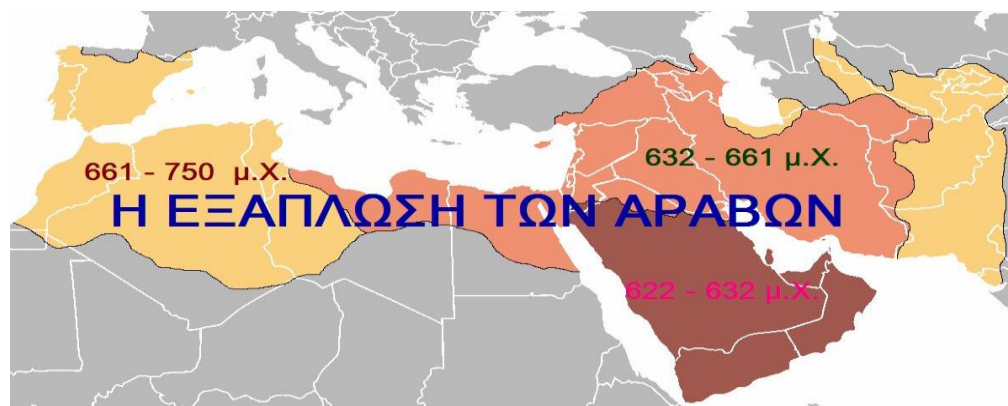 632 - 661 μ.Χ.
661 - 750 μ.Χ.
Η ΕΞΑΠΛΩΣΗ ΤΩΝ ΑΡΑΒΩΝ
622 - 632 μ.Χ.